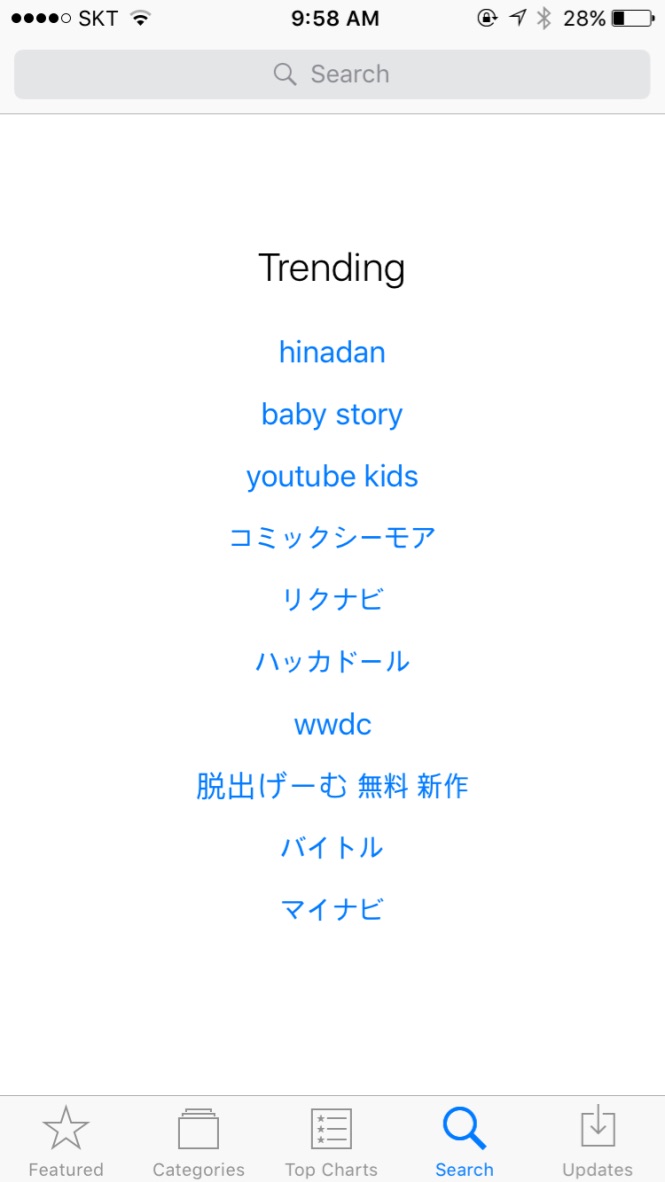 SKT 9:58 AM 28%
Search
Trending
hinadan
baby story
youtube kids
コミックシーモア
リクナビ
ハッカドール
wwdc
脱出げーむ 無料 新作
バイトル
マイナビ
Featured Categories Top Charts Search Updates